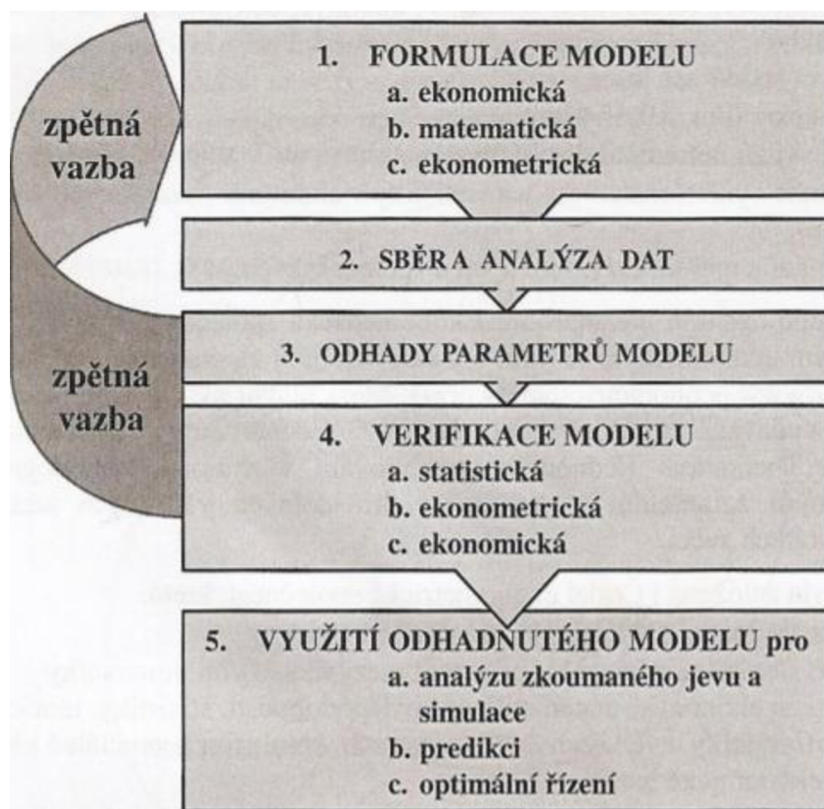 1. FORMULACE MODELU
a. ekonomická
b. matematická
c. ekonometrická
zpětná
vazba
2. SBĚR A ANALÝZA DAT
3. ODHADY PARAMETRŮ MODELU
zpětná
vazba
4. VERIFIKACE MODELU
a. statistická
b. ekonometrická
c. ekonomická
5. VYUŽITÍ ODHADNUTÉHO MODELU pro
a. analýzu zkoumaného jevu a
simulace
b. predikci
c. optimální řízení